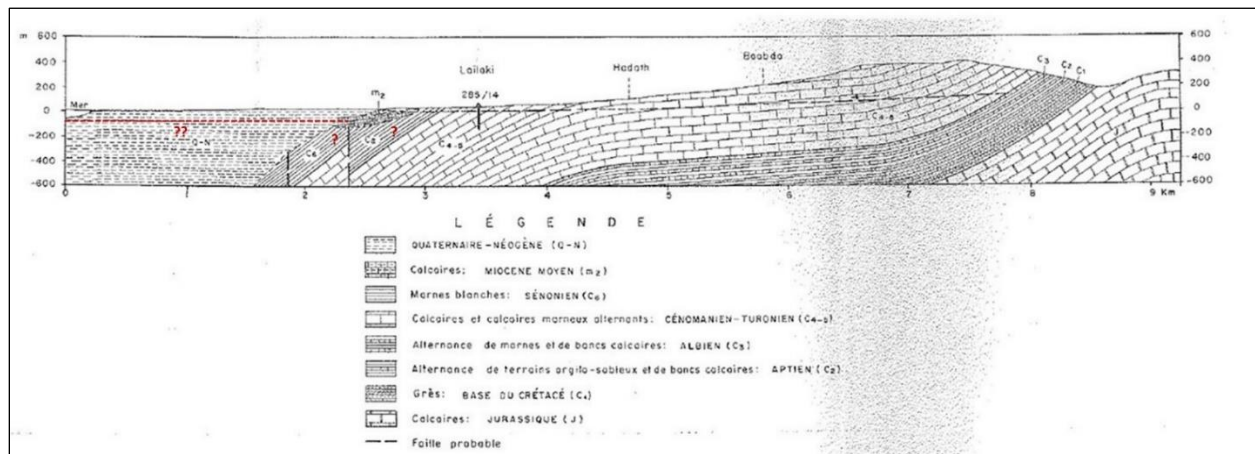 m 600
400
200
0
-200
-400
-600
Mer
m2
Lailaki
285/14
Hadath
Baabda
C3
C2
C1
600
400
200
0
-200
-400
-600
??
Q-N
C6
?
?
C4-5
C4-5
J
0
1
2
3
4
5
6
7
8
9 Km
LÉGENDE
QUATERNAIRE-NÉOGÈNE (Q-N)
Calcaires: MIOCENE MOYEN (m2)
Marnes blanches: SÉNONIEN (C6)
Calcaires et calcaires marneux alternants: CÉNOMANIEN-TURONIEN (C4-5)
Alternance de marnes et de bancs calcaires: ALBIEN (C3)
Alternance de terrains argilo-sableux et de bancs calcaires: APTIEN (C2)
Grès: BASE DU CRÉTACÉ (C1)
Calcaires: JURASSIQUE (J)
Faille probable